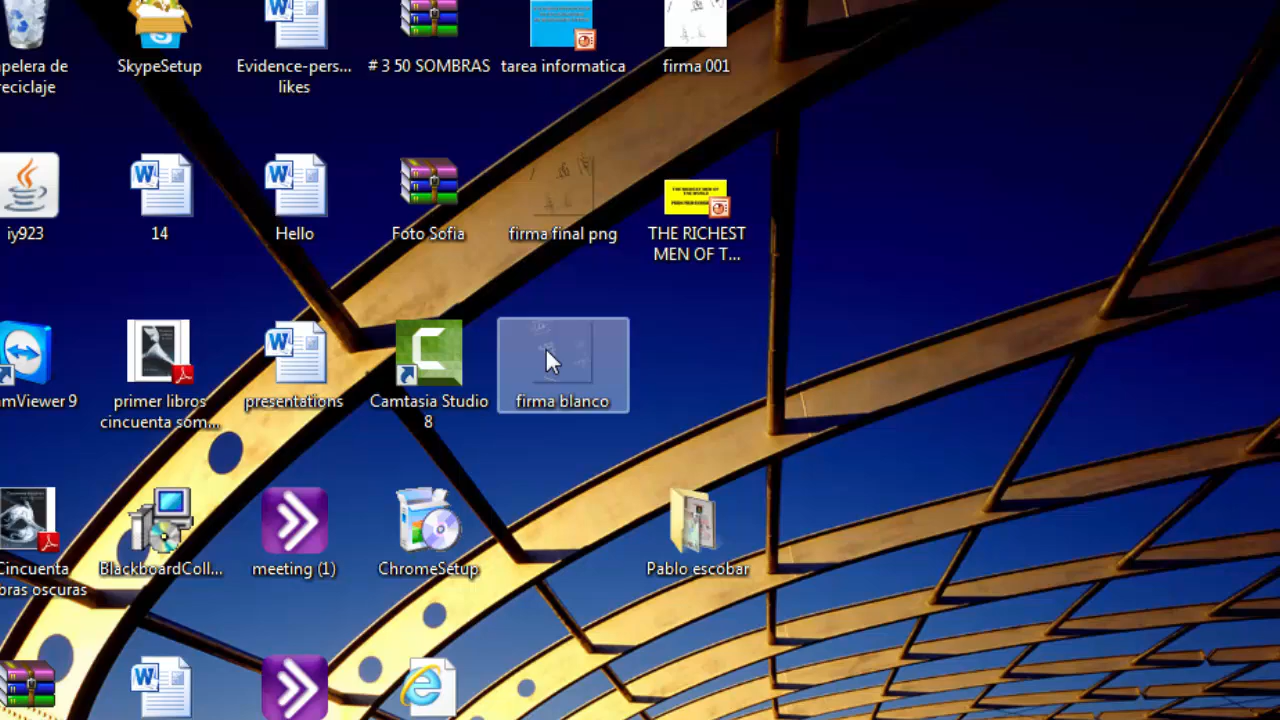 apelera de
reciclaje
SkypeSetup
Evidence-pers...
likes
# 3 50 SOMBRAS
tarea informatica
firma 001
iy923
14
Hello
Foto Sofia
firma final png
THE RICHEST
MEN OF T...
amViewer 9
primer libros
cincuenta som...
presentations
Camtasia Studio
8
firma blanco
Cincuenta
bras oscuras
BlackboardColl...
meeting (1)
ChromeSetup
Pablo escobar